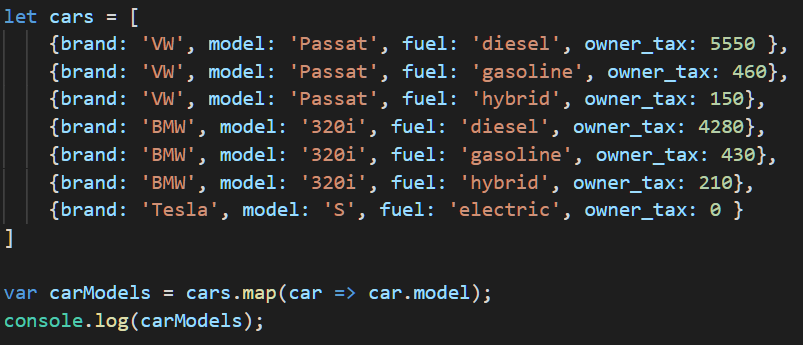 let cars = [
    {brand: 'VW', model: 'Passat', fuel: 'diesel', owner_tax: 5550 },
    {brand: 'VW', model: 'Passat', fuel: 'gasoline', owner_tax: 460},
    {brand: 'VW', model: 'Passat', fuel: 'hybrid', owner_tax: 150},
    {brand: 'BMW', model: '320i', fuel: 'diesel', owner_tax: 4280},
    {brand: 'BMW', model: '320i', fuel: 'gasoline', owner_tax: 430},
    {brand: 'BMW', model: '320i', fuel: 'hybrid', owner_tax: 210},
    {brand: 'Tesla', model: 'S', fuel: 'electric', owner_tax: 0 }
]
var carModels = cars.map(car => car.model);
console.log(carModels);